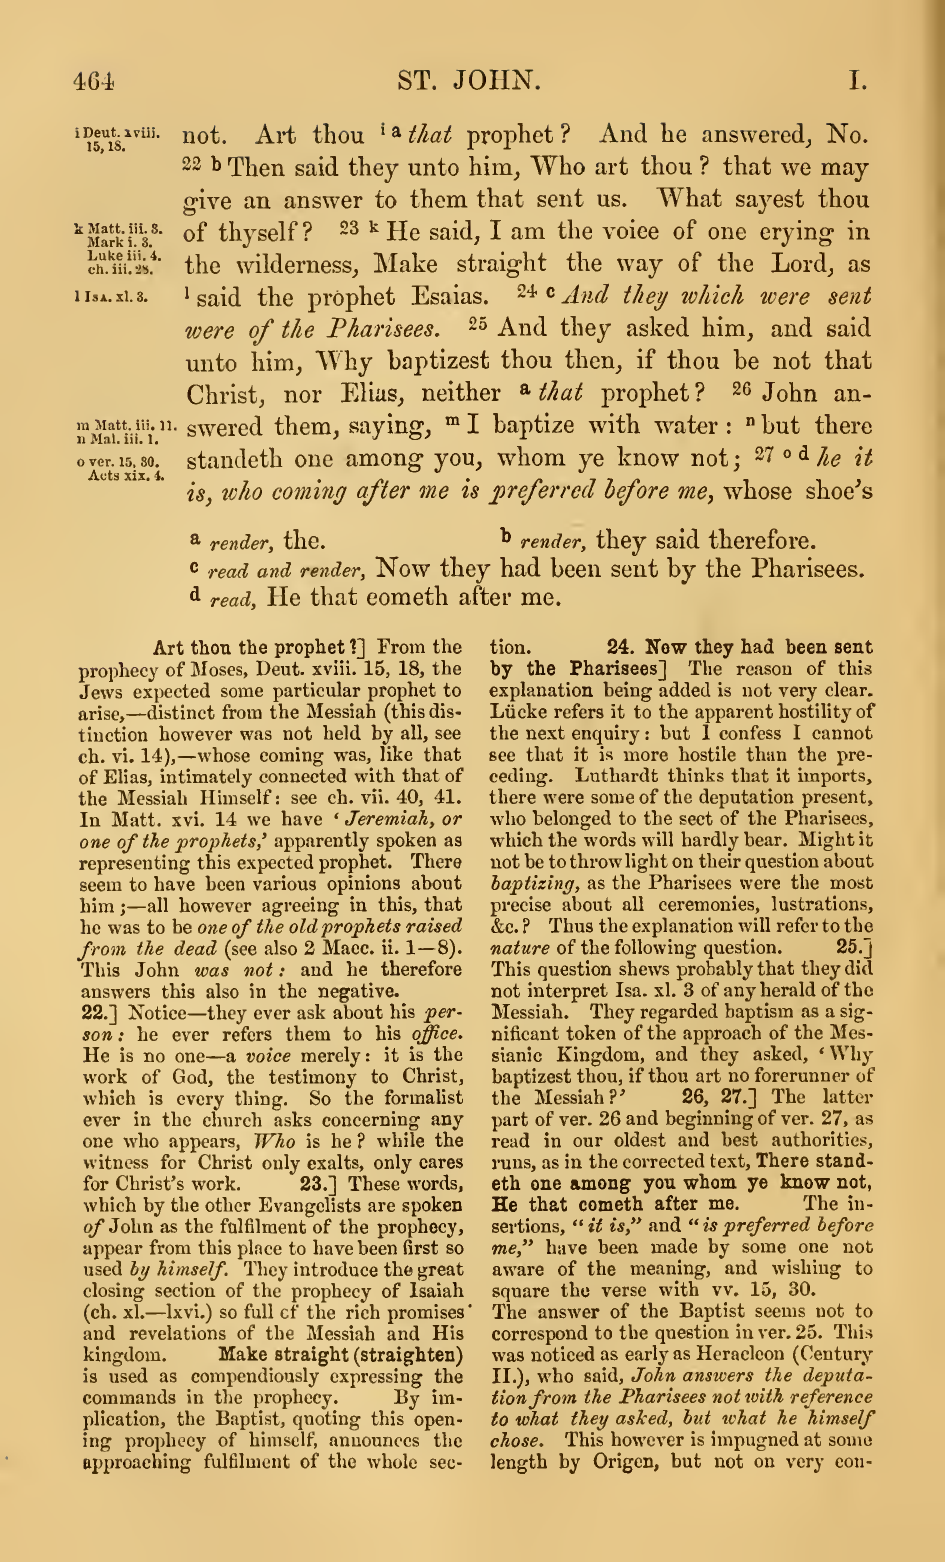 464
ST. JOHN.
I.
i Deut. xviii.
15, 18.
not. Art thou i a that prophet? And he answered, No.
22 b Then said they unto him, Who art thou? that we may
give an answer to them that sent us. What sayest thou
k Matt. iii. 3.
Mark i. 3.
Luke iii. 4.
ch. iii. 28.
of thyself? 23 k He said, I am the voice of one crying in
the wilderness, Make straight the way of the Lord, as
l Isa. xl. 3.
l said the prophet Esaias. 24 c And they which were sent
were of the Pharisees. 25 And they asked him, and said
unto him, Why baptizest thou then, if thou be not that
Christ, nor Elias, neither a that prophet? 26 John an-
m Matt. iii. 11.
n Mal. iii. 1.
swered them, saying, m I baptize with water: n but there
o ver. 15, 30.
Acts xix. 4.
standeth one among you, whom ye know not; 27 o d he it
is, who coming after me is preferred before me, whose shoe's
a render, the.
b render, they said therefore.
c read and render, Now they had been sent by the Pharisees.
d read, He that cometh after me.
Art thou the prophet?] From the
prophecy of Moses, Deut. xviii. 15, 18, the
Jews expected some particular prophet to
arise,—distinct from the Messiah (this dis-
tinction however was not held by all, see
ch. vi. 14),—whose coming was, like that
of Elias, intimately connected with that of
the Messiah Himself: see ch. vii. 40, 41.
In Matt. xvi. 14 we have 'Jeremiah, or
one of the prophets,' apparently spoken as
representing this expected prophet. There
seem to have been various opinions about
him;—all however agreeing in this, that
he was to be one of the old prophets raised
from the dead (see also 2 Macc. ii. 1—8).
This John was not: and he therefore
answers this also in the negative.
22.] Notice—they ever ask about his per-
son: he ever refers them to his office.
He is no one—a voice merely: it is the
work of God, the testimony to Christ,
which is every thing. So the formalist
ever in the church asks concerning any
one who appears, Who is he? while the
witness for Christ only exalts, only cares
for Christ's work. 23.] These words,
which by the other Evangelists are spoken
of John as the fulfilment of the prophecy,
appear from this place to have been first so
used by himself. They introduce the great
closing section of the prophecy of Isaiah
(ch. xl.—lxvi.) so full of the rich promises
and revelations of the Messiah and His
kingdom. Make straight (straighten)
is used as compendiously expressing the
commands in the prophecy. By im-
plication, the Baptist, quoting this open-
ing prophecy of himself, announces the
approaching fulfilment of the whole sec-
tion. 24. Now they had been sent
by the Pharisees] The reason of this
explanation being added is not very clear.
Lücke refers it to the apparent hostility of
the next enquiry: but I confess I cannot
see that it is more hostile than the pre-
ceding. Luthardt thinks that it imports,
there were some of the deputation present,
who belonged to the sect of the Pharisees,
which the words will hardly bear. Might it
not be to throw light on their question about
baptizing, as the Pharisees were the most
precise about all ceremonies, lustrations,
&c.? Thus the explanation will refer to the
nature of the following question. 25.]
This question shews probably that they did
not interpret Isa. xl. 3 of any herald of the
Messiah. They regarded baptism as a sig-
nificant token of the approach of the Mes-
sianic Kingdom, and they asked, 'Why
baptizest thou, if thou art no forerunner of
the Messiah?' 26, 27.] The latter
part of ver. 26 and beginning of ver. 27, as
read in our oldest and best authorities,
runs, as in the corrected text, There stand-
eth one among you whom ye know not,
He that cometh after me. The in-
sertions, "it is," and "is preferred before
me," have been made by some one not
aware of the meaning, and wishing to
square the verse with vv. 15, 30.
The answer of the Baptist seems not to
correspond to the question in ver. 25. This
was noticed as early as Heracleon (Century
II.), who said, John answers the deputa-
tion from the Pharisees not with reference
to what they asked, but what he himself
chose. This however is impugned at some
length by Origen, but not on very con-